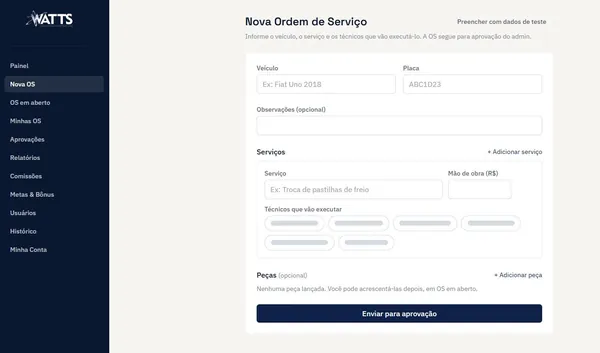 WATTS
Painel
Nova OS
OS em aberto
Minhas OS
Aprovações
Relatórios
Comissões
Metas & Bônus
Usuários
Histórico
Minha Conta
Nova Ordem de Serviço
Preencher com dados de teste
Informe o veículo, o serviço e os técnicos que vão executá-lo. A OS segue para aprovação do admin.
Veículo
Placa
Ex: Fiat Uno 2018
ABC1D23
Observações (opcional)
Serviços
+ Adicionar serviço
Serviço
Mão de obra (R$)
Ex: Troca de pastilhas de freio
Técnicos que vão executar
Peças (opcional)
+ Adicionar peça
Nenhuma peça lançada. Você pode acrescentá-las depois, em OS em aberto.
Enviar para aprovação